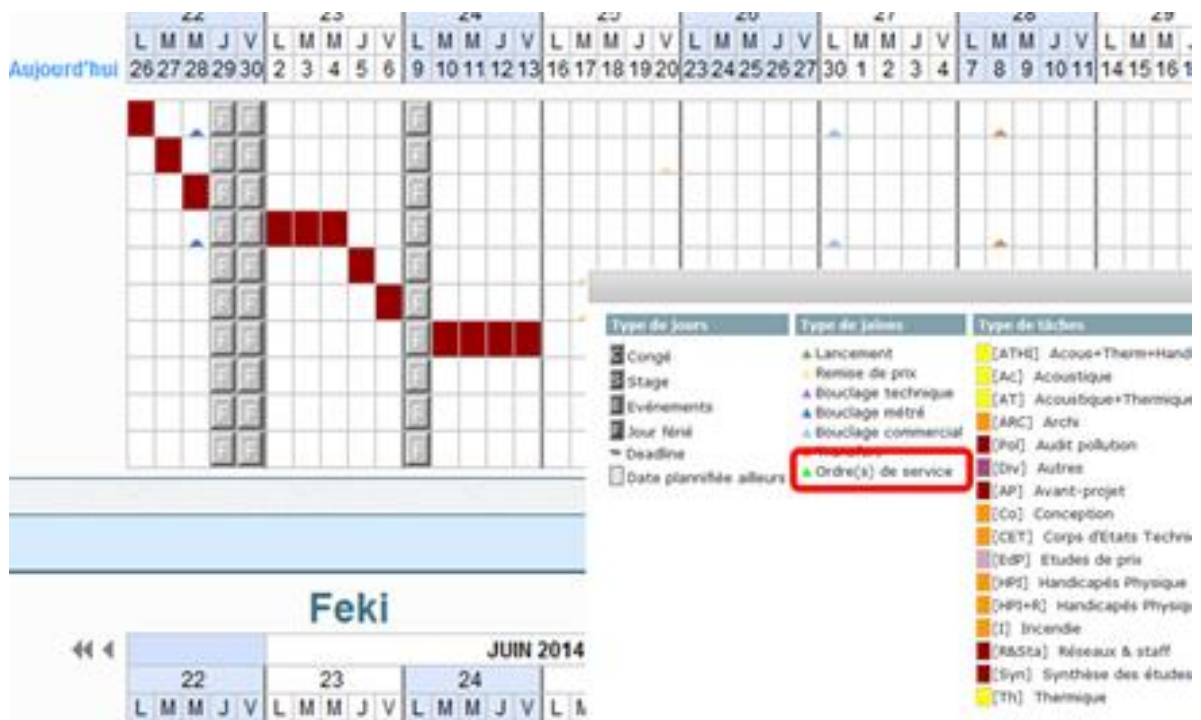 22 23 24 25 26 27 28 29
L M M J V L M M J V L M M J V L M M J V L M M J V L M M J V L M M J V L M M
Aujourd'hui 26 27 28 29 30 2 3 4 5 6 9 10 11 12 13 16 17 18 19 20 23 24 25 26 27 30 1 2 3 4 7 8 9 10 11 14 15 16
Type de jours
Congé
Stage
Evénements
Jour férié
Deadline
Date plannifiée ailleurs
Type de jalons
Lancement
Remise de prix
Bouclage technique
Bouclage métré
Bouclage commercial
Transfert
Ordre(s) de service
Type de tâches
[ATHI] Acous+Therm+Handi
[Ac] Acoustique
[AT] Acoustique+Thermique
[ARC] Archi
[Pol] Audit pollution
[Div] Autres
[AP] Avant-projet
[Co] Conception
[CET] Corps d'Etats Techni
[EdP] Etudes de prix
[HPI] Handicapés Physique
[HPI+R] Handicapés Physiqu
[I] Incendie
[R&Sta] Réseaux & staff
[Syn] Synthèse des études
[Th] Thermique
Feki
JUIN 2014
22 23 24
L M M J V L M M J V L M M J V L